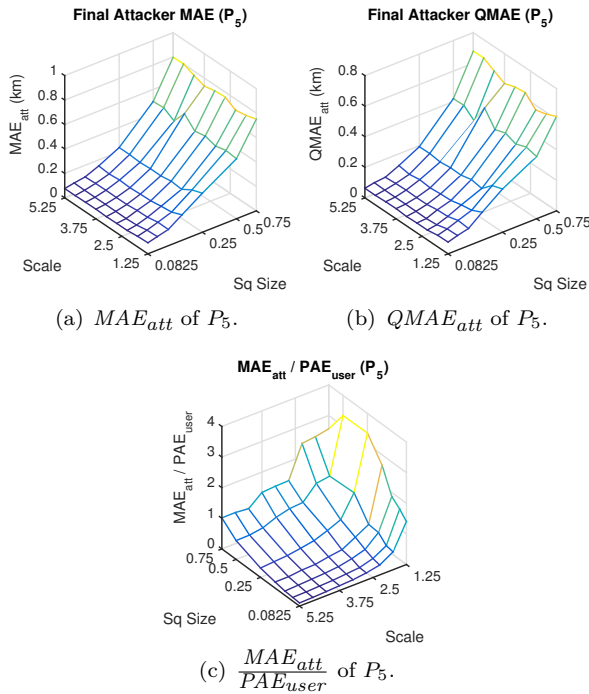 Final Attacker MAE (P5)
MAEatt (km)
1
0.8
0.6
0.4
0.2
0
5.25
3.75
2.5
1.25
Scale
0.0825
0.25
0.5
0.75
Sq Size
(a) MAEatt of P5.
Final Attacker QMAE (P5)
QMAEatt (km)
0.8
0.6
0.4
0.2
0
5.25
3.75
2.5
1.25
Scale
0.0825
0.25
0.5
0.75
Sq Size
(b) QMAEatt of P5.
MAEatt / PAEuser (P5)
MAEatt / PAEuser
4
3
2
1
0
0.75
0.5
0.25
0.0825
Sq Size
5.25
3.75
2.5
1.25
Scale
(c) MAEatt / PAEuser of P5.